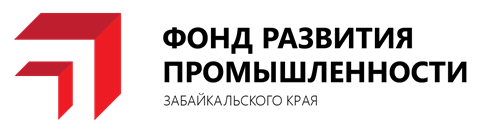 ФОНД РАЗВИТИЯ
ПРОМЫШЛЕННОСТИ
ЗАБАЙКАЛЬСКОГО КРАЯ